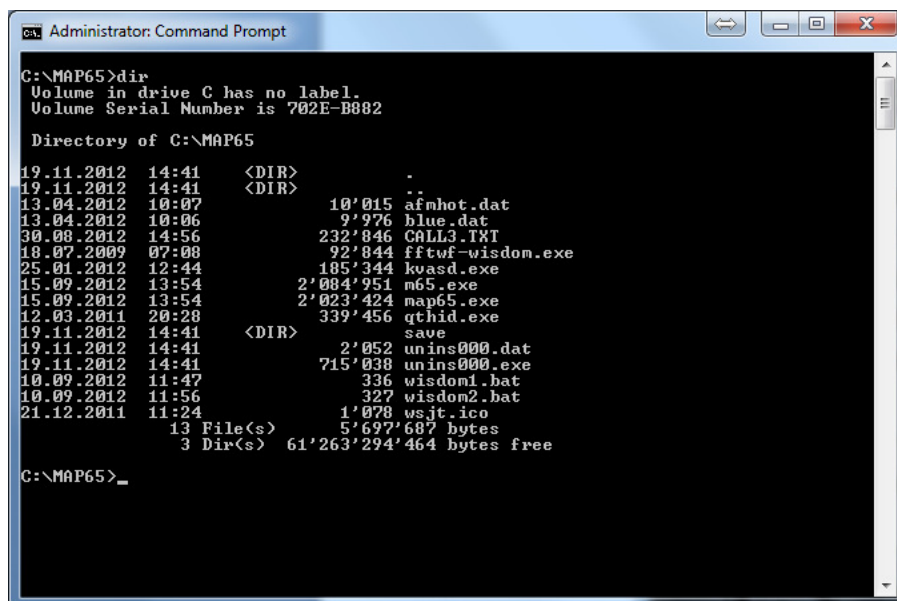 Administrator: Command Prompt
C:\MAP65>dir
 Volume in drive C has no label.
 Volume Serial Number is 702E-B882
 Directory of C:\MAP65
19.11.2012  14:41    <DIR>          .
19.11.2012  14:41    <DIR>          ..
13.04.2012  10:07            10'015 afmhot.dat
13.04.2012  10:06             9'976 blue.dat
30.08.2012  14:56           232'846 CALL3.TXT
18.07.2009  07:08            92'844 fftwf-wisdom.exe
25.01.2012  12:44           185'344 kvasd.exe
15.09.2012  13:54         2'084'951 m65.exe
15.09.2012  13:54         2'023'424 map65.exe
12.03.2011  20:28           339'456 qthid.exe
19.11.2012  14:41    <DIR>          save
19.11.2012  14:41             2'052 unins000.dat
19.11.2012  14:41           715'038 unins000.exe
10.09.2012  11:47               336 wisdom1.bat
10.09.2012  11:56               327 wisdom2.bat
21.12.2011  11:24             1'078 wsjt.ico
              13 File(s)      5'697'687 bytes
               3 Dir(s)  61'263'294'464 bytes free
C:\MAP65>_